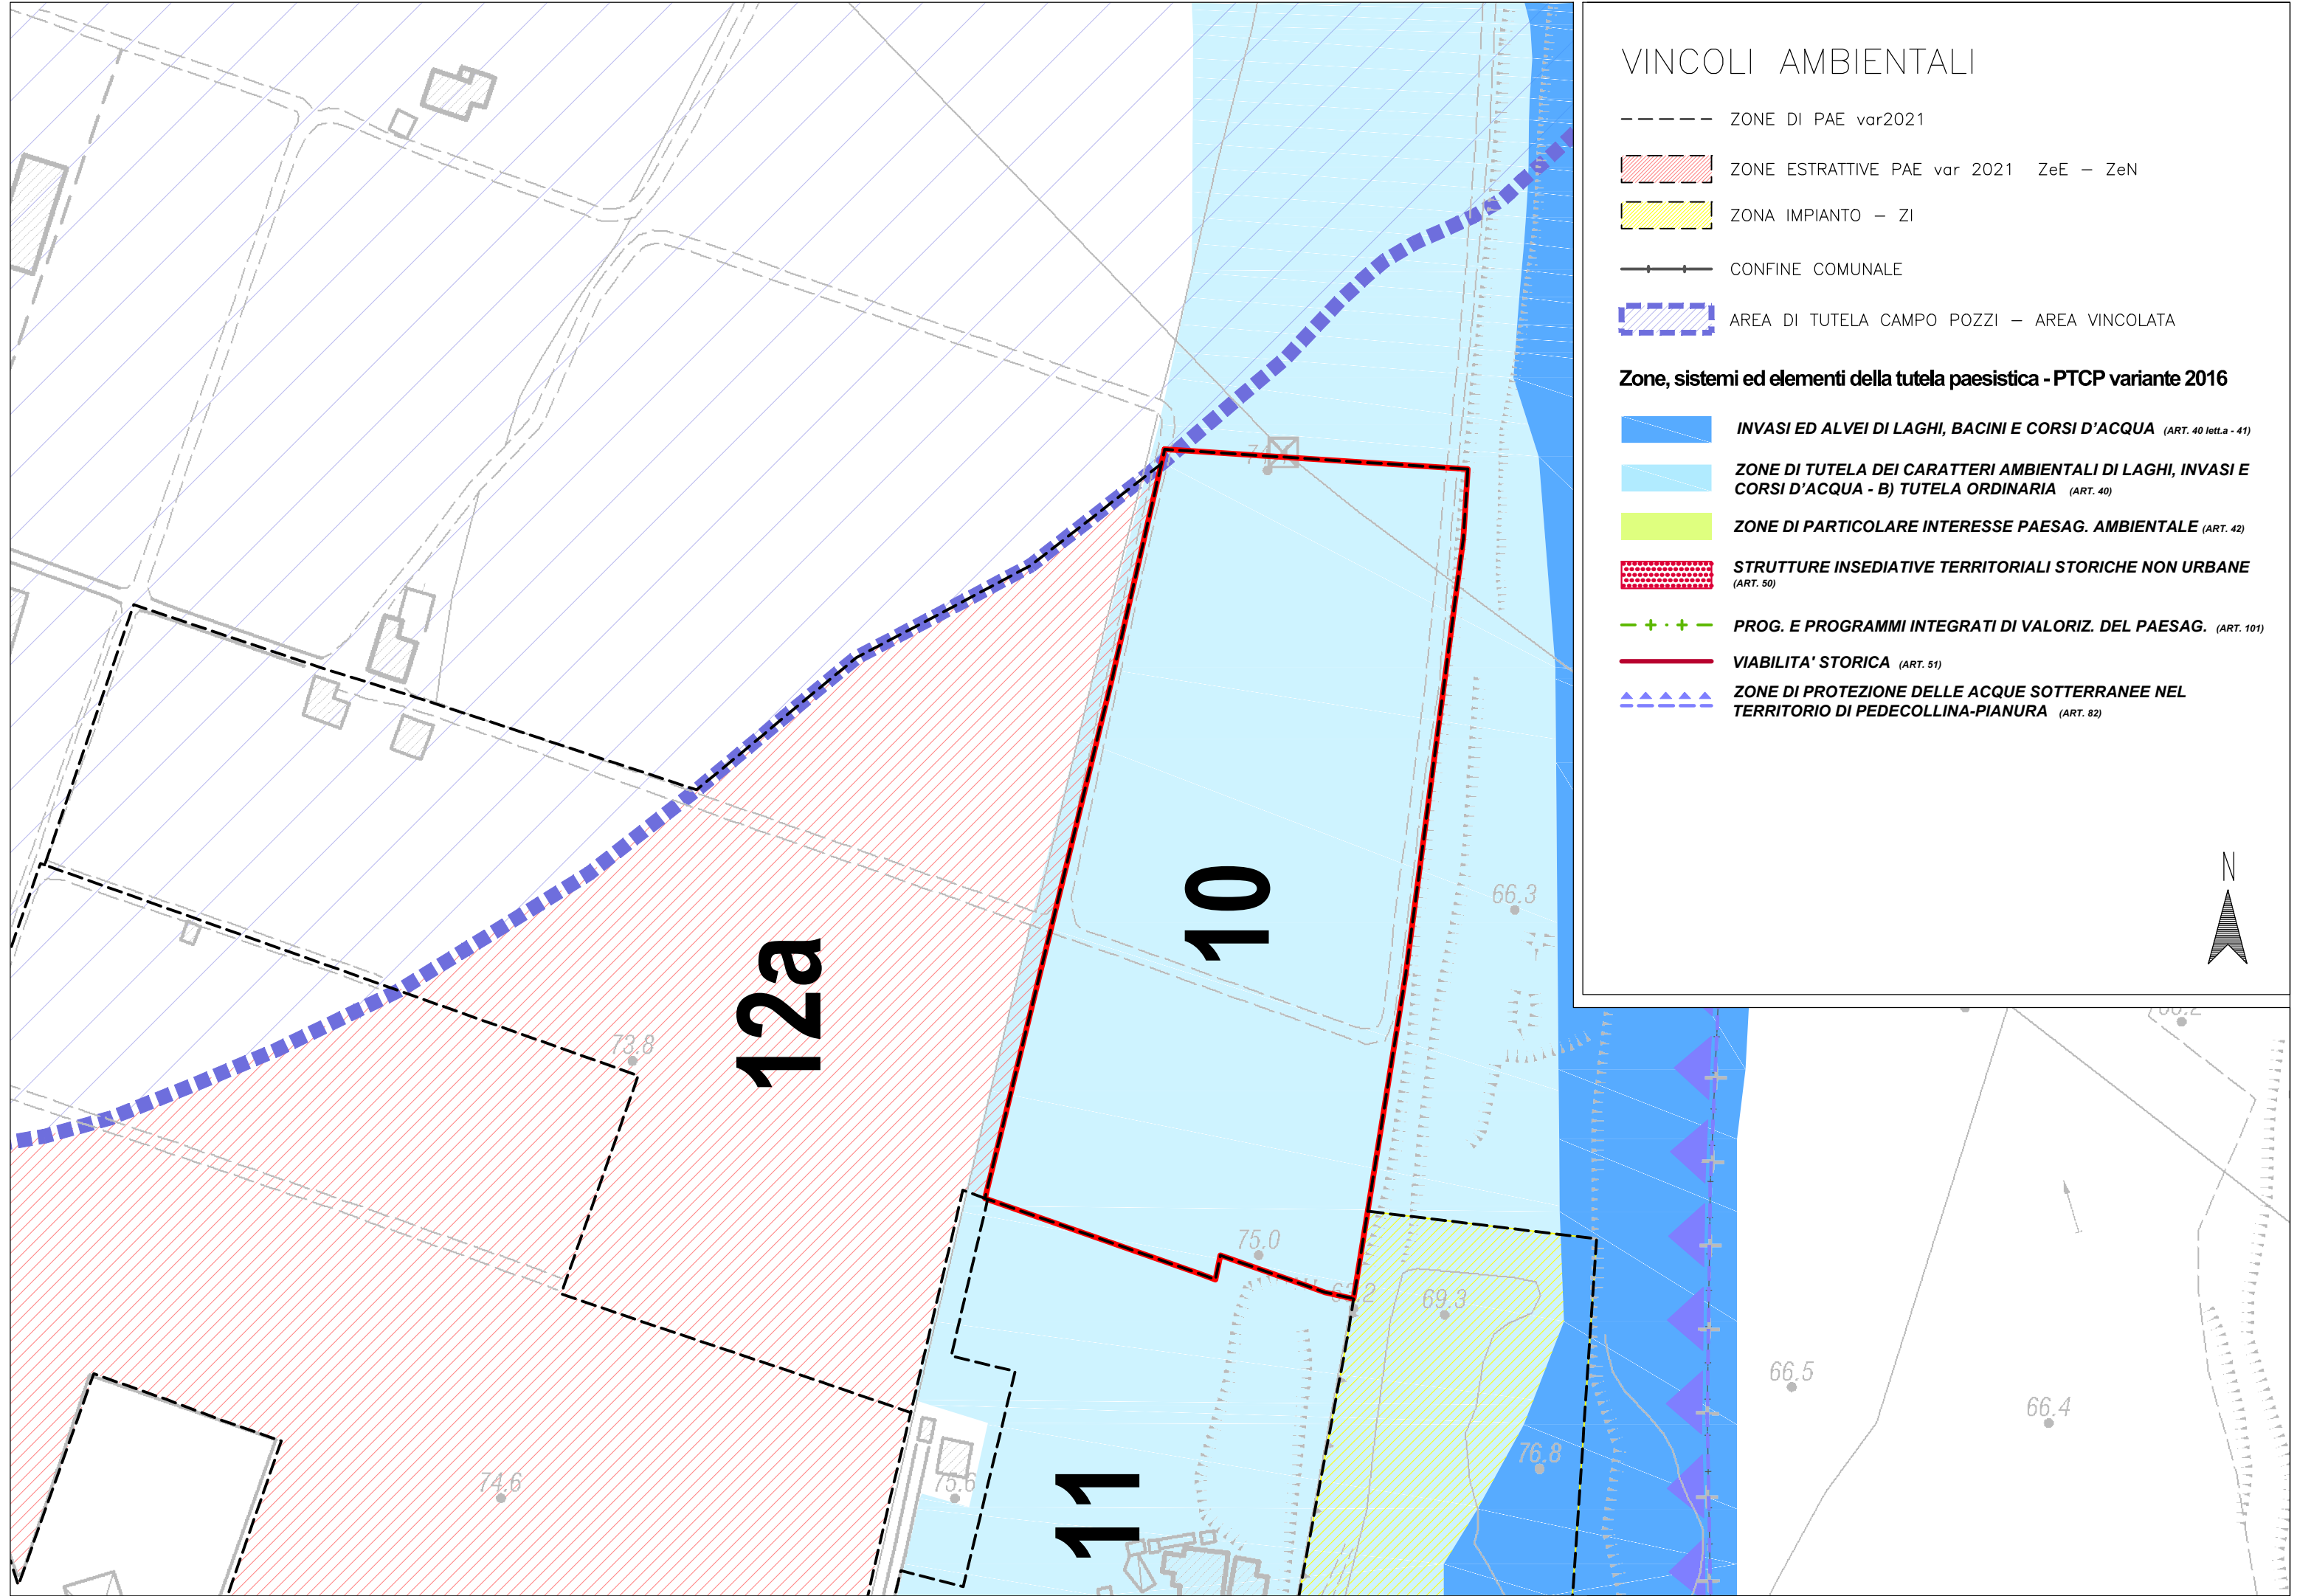 VINCOLI AMBIENTALI
ZONE DI PAE var2021
ZONE ESTRATTIVE PAE var 2021 ZeE - ZeN
ZONA IMPIANTO - ZI
CONFINE COMUNALE
AREA DI TUTELA CAMPO POZZI - AREA VINCOLATA
Zone, sistemi ed elementi della tutela paesistica - PTCP variante 2016
INVASI ED ALVEI DI LAGHI, BACINI E CORSI D'ACQUA (ART. 40 lett.a - 41)
ZONE DI TUTELA DEI CARATTERI AMBIENTALI DI LAGHI, INVASI E
CORSI D'ACQUA - B) TUTELA ORDINARIA (ART. 40)
ZONE DI PARTICOLARE INTERESSE PAESAG. AMBIENTALE (ART. 42)
STRUTTURE INSEDIATIVE TERRITORIALI STORICHE NON URBANE
(ART. 50)
PROG. E PROGRAMMI INTEGRATI DI VALORIZ. DEL PAESAG. (ART. 101)
VIABILITA' STORICA (ART. 51)
ZONE DI PROTEZIONE DELLE ACQUE SOTTERRANEE NEL
TERRITORIO DI PEDECOLLINA-PIANURA (ART. 82)
N
10
66.3
12a
73.8
75.0
69.3
66.5
66.4
76.8
74.6
75.6
11